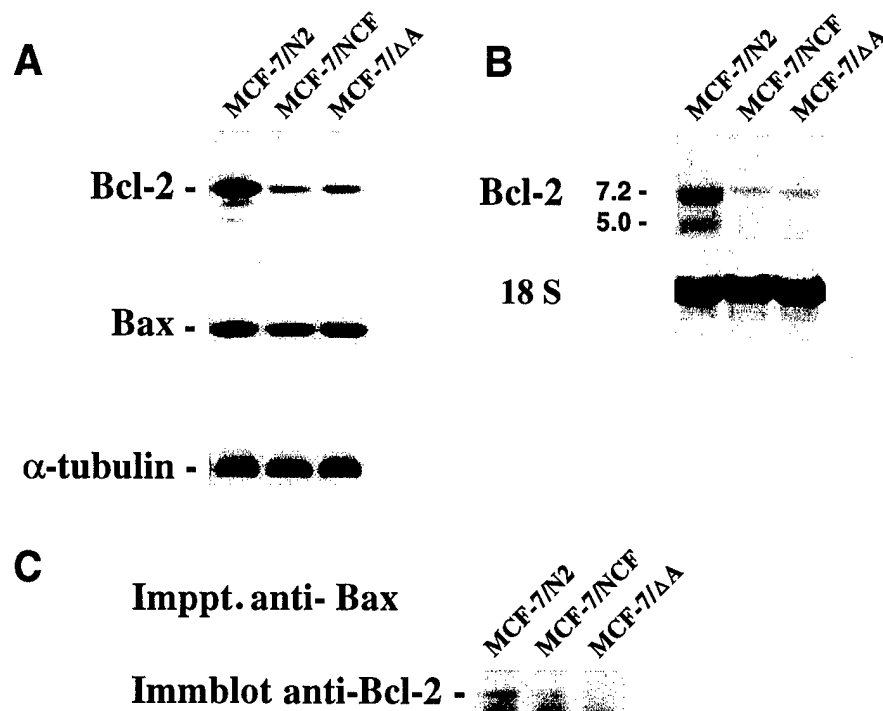 A
MCF-7/N2
MCF-7/NCF
MCF-7/ΔA
Bcl-2 -
Bax -
α-tubulin -
B
MCF-7/N2
MCF-7/NCF
MCF-7/ΔA
Bcl-2
7.2 -
5.0 -
18 S
C
Imppt. anti- Bax
MCF-7/N2
MCF-7/NCF
MCF-7/ΔA
Immblot anti-Bcl-2 -